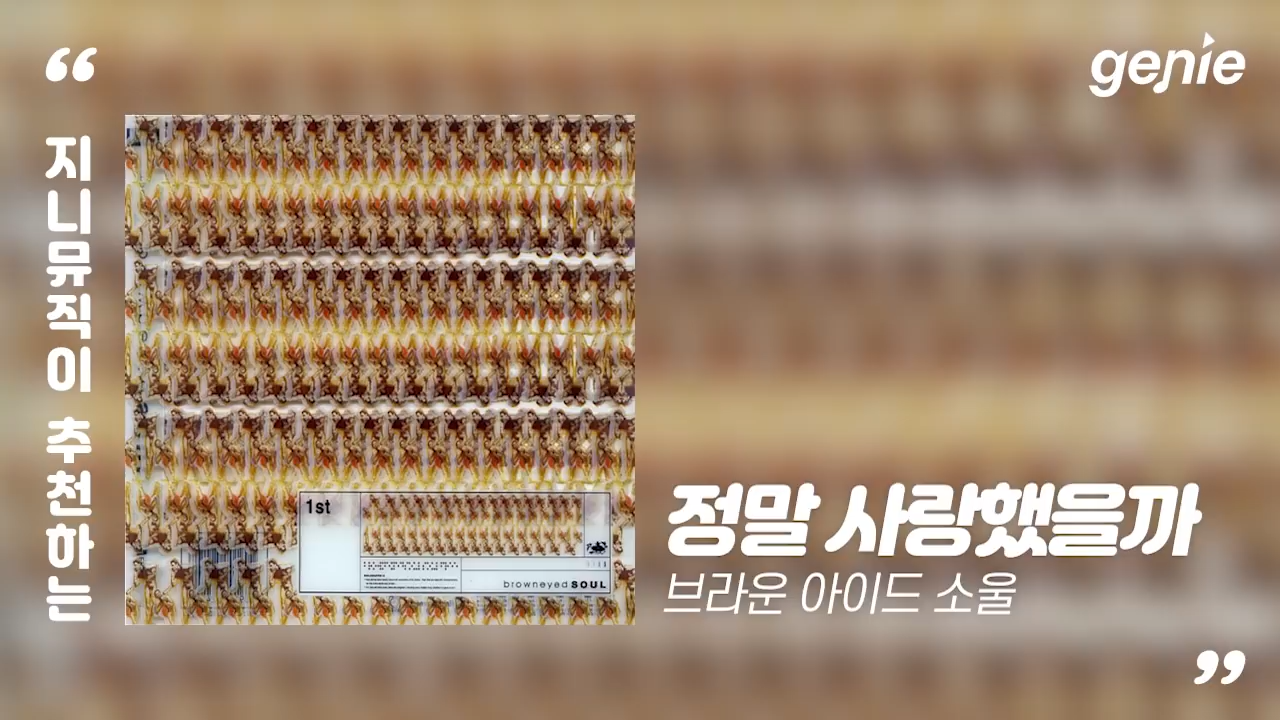 “
genie
지니뮤직이 추천하는
1st
browneyed SOUL
정말 사랑했을까
브라운 아이드 소울
”